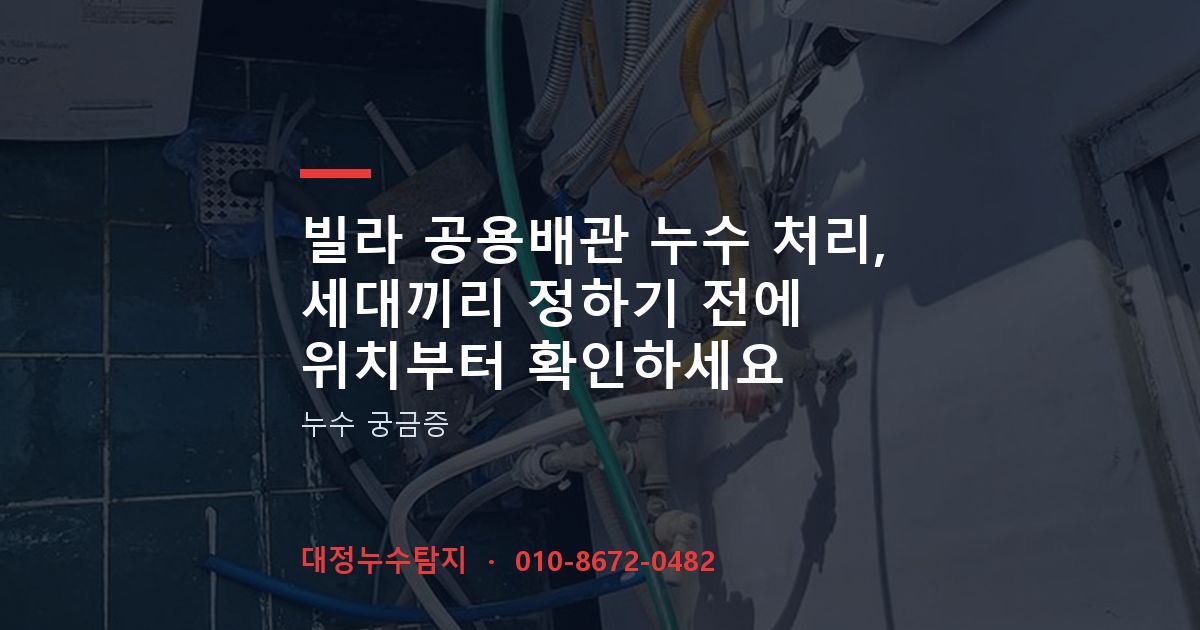 빌라 공용배관 누수 처리,
세대끼리 정하기 전에
위치부터 확인하세요
누수 궁금증
대정누수탐지 · 010-8672-0482